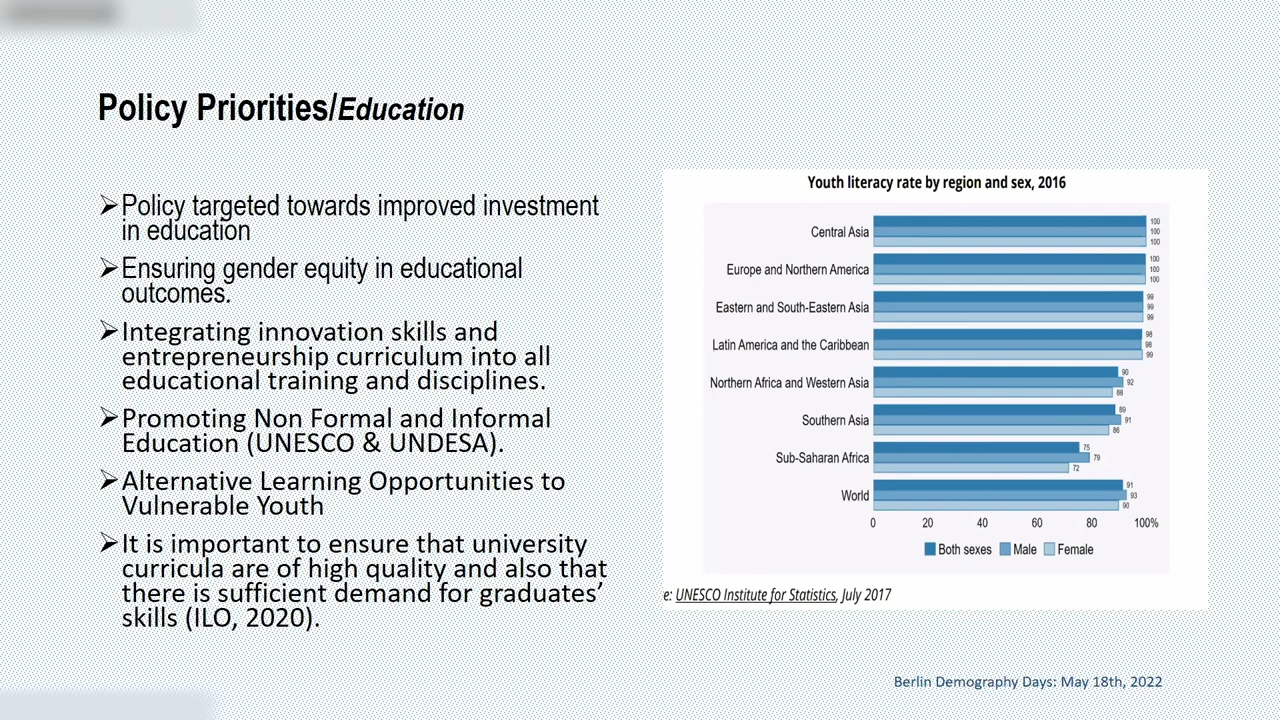 Policy Priorities/Education
➢Policy targeted towards improved investment
in education
➢Ensuring gender equity in educational
outcomes.
➢Integrating innovation skills and
entrepreneurship curriculum into all
educational training and disciplines.
➢Promoting Non Formal and Informal
Education (UNESCO & UNDESA).
➢Alternative Learning Opportunities to
Vulnerable Youth
➢It is important to ensure that university
curricula are of high quality and also that
there is sufficient demand for graduates’
skills (ILO, 2020).
Youth literacy rate by region and sex, 2016
Central Asia
100
100
100
Europe and Northern America
100
100
100
Eastern and South-Eastern Asia
99
99
99
Latin America and the Caribbean
98
98
99
Northern Africa and Western Asia
90
92
88
Southern Asia
89
91
86
Sub-Saharan Africa
75
79
72
World
91
93
90
0 20 40 60 80 100%
Both sexes Male Female
e: UNESCO Institute for Statistics, July 2017
Berlin Demography Days: May 18th, 2022